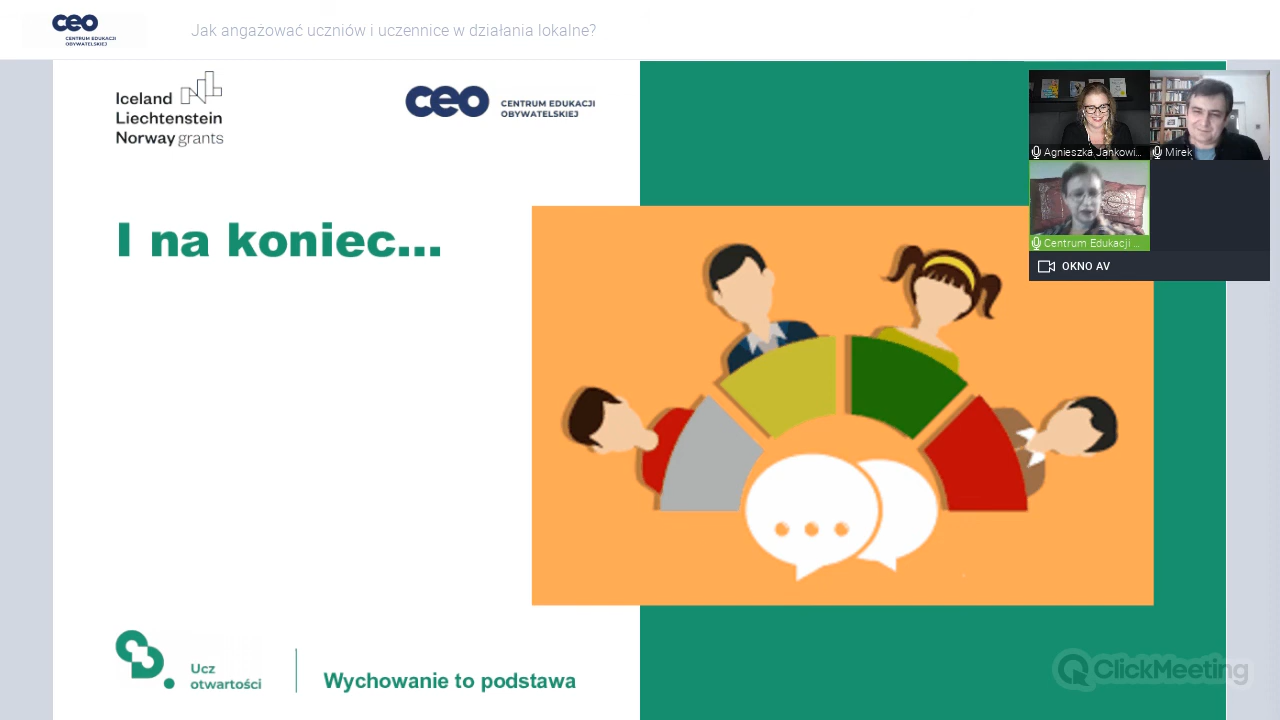 ceo
CENTRUM EDUKACJI
OBYWATELSKIEJ
Jak angażować uczniów i uczennice w działania lokalne?
Iceland
Liechtenstein
Norway grants
ceo
CENTRUM EDUKACJI
OBYWATELSKIEJ
Agnieszka Jankowi...
Mirek
Centrum Edukacji ...
OKNO AV
I na koniec...
Ucz
otwartości
Wychowanie to podstawa
ClickMeeting